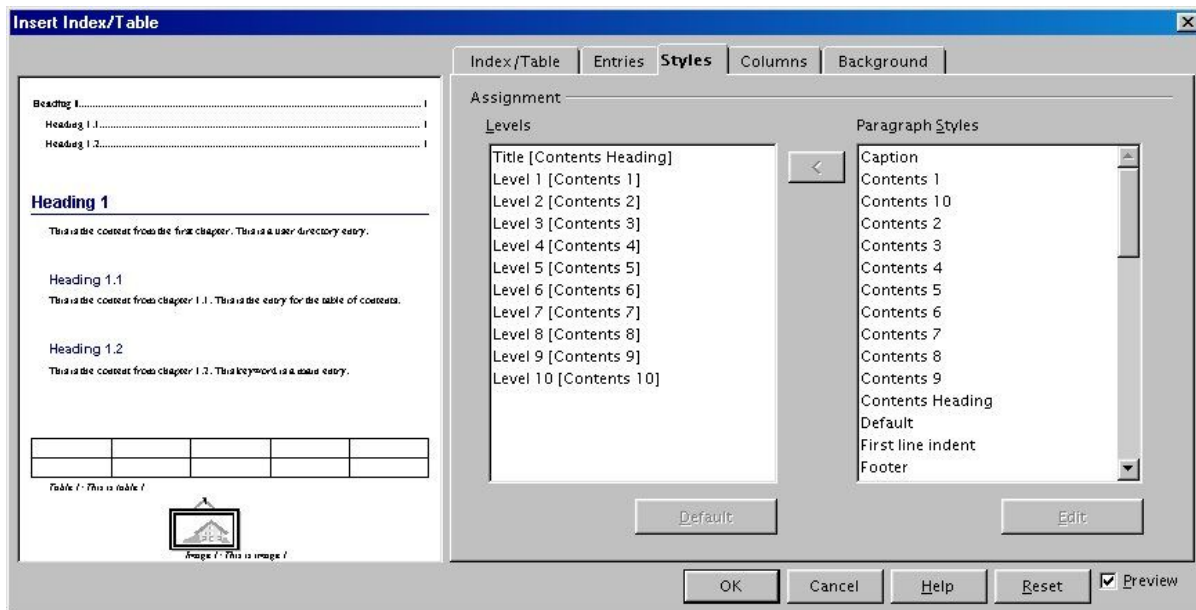 Insert Index/Table
Index/Table Entries Styles Columns Background
Heading 1 1
Heading 1.1 1
Heading 1.2 1
Heading 1
This is the content from the first chapter. This is a user directory entry.
Heading 1.1
This is the content from chapter 1.1. This is the entry for the table of contents.
Heading 1.2
This is the content from chapter 1.2. This keyword is a main entry.
Table 1: This is table 1
Image 1: This is image 1
Assignment
Levels
Title [Contents Heading]
Level 1 [Contents 1]
Level 2 [Contents 2]
Level 3 [Contents 3]
Level 4 [Contents 4]
Level 5 [Contents 5]
Level 6 [Contents 6]
Level 7 [Contents 7]
Level 8 [Contents 8]
Level 9 [Contents 9]
Level 10 [Contents 10]
Default
<
Paragraph Styles
Caption
Contents 1
Contents 10
Contents 2
Contents 3
Contents 4
Contents 5
Contents 6
Contents 7
Contents 8
Contents 9
Contents Heading
Default
First line indent
Footer
Edit
OK Cancel Help Reset Preview